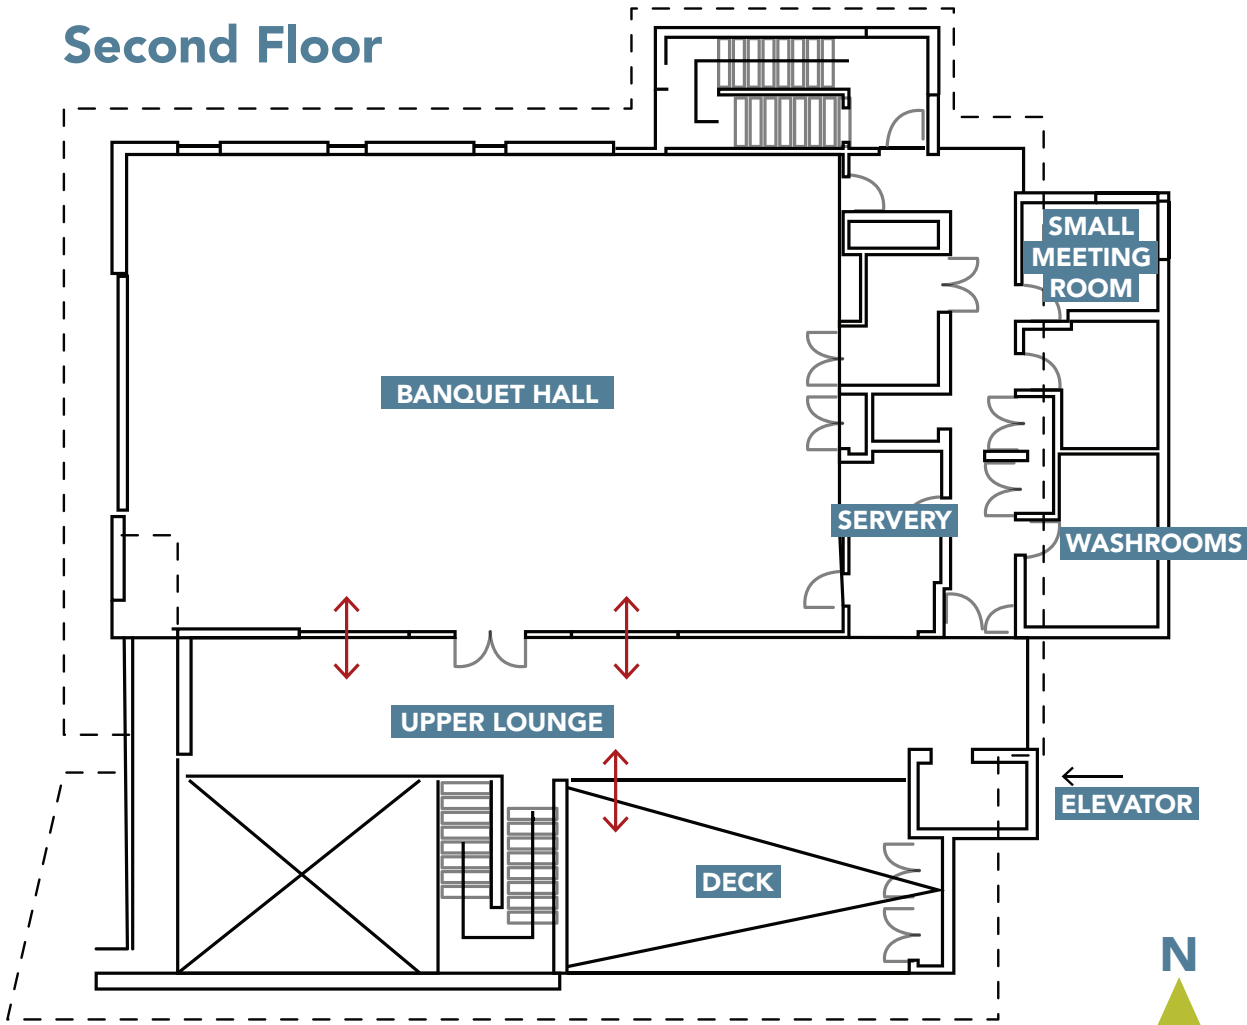 Second Floor
SMALL
MEETING
ROOM
BANQUET HALL
SERVERY
WASHROOMS
UPPER LOUNGE
ELEVATOR
DECK
N